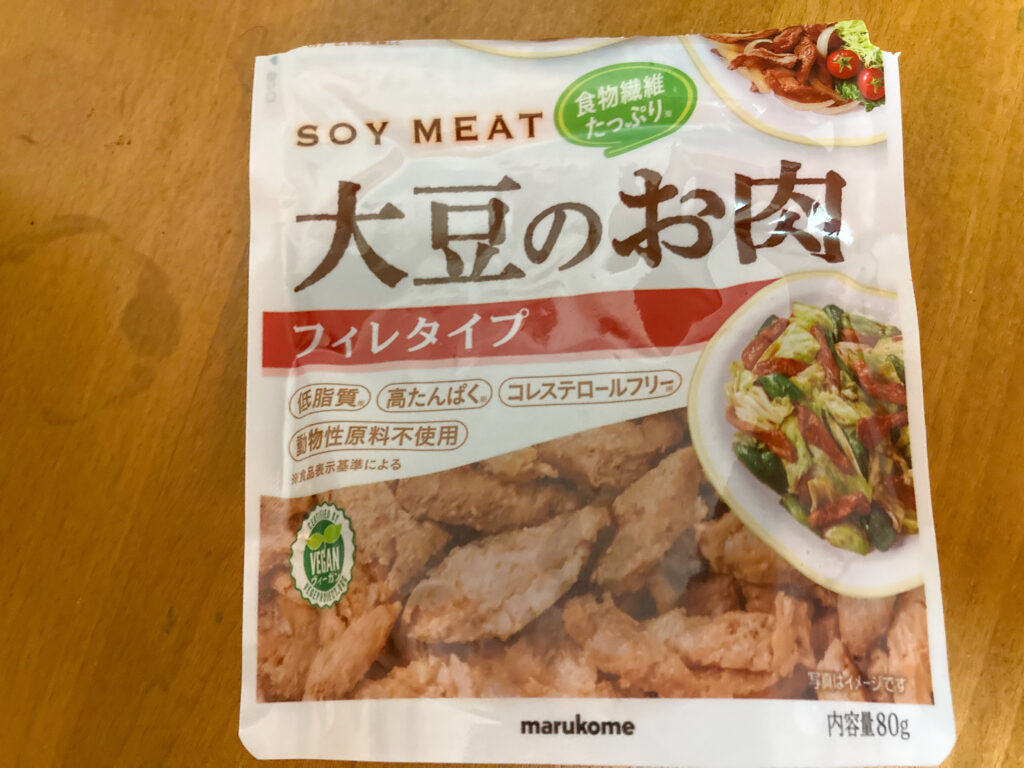 SOY MEAT
食物繊維
たっぷり※
大豆のお肉
フィレタイプ
低脂質※
高たんぱく※
コレステロールフリー※
動物性原料不使用
※食品表示基準による
CERTIFIED BY
VEGAN
ヴィーガン
VEGEPROJECT.ORG
写真はイメージです
marukome
内容量80g